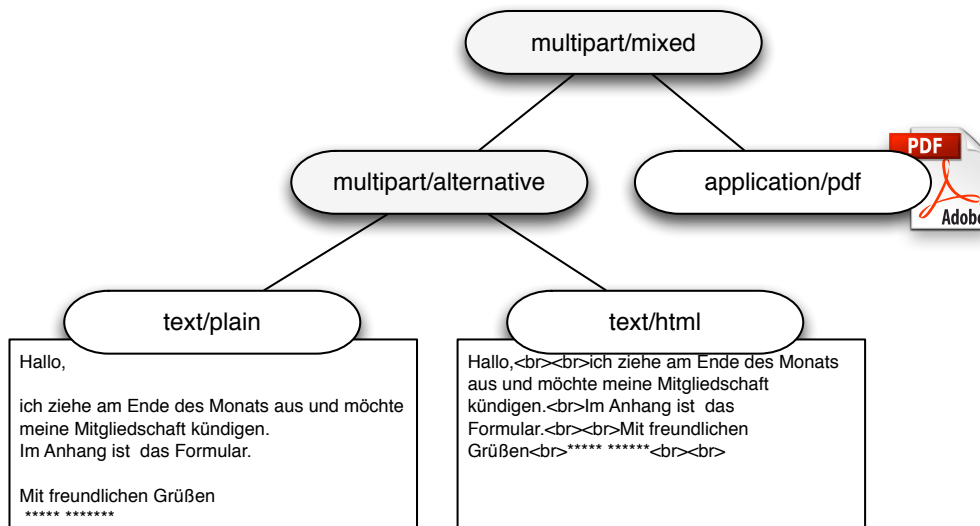 multipart/mixed
PDF
multipart/alternative
application/pdf
Adobe
text/plain
text/html
Hallo,
ich ziehe am Ende des Monats aus und möchte
meine Mitgliedschaft kündigen.
Im Anhang ist  das Formular.
Mit freundlichen Grüßen
***** *******
Hallo,<br><br>ich ziehe am Ende des Monats
aus und möchte meine Mitgliedschaft
kündigen.<br>Im Anhang ist  das
Formular.<br><br>Mit freundlichen
Grüßen<br>***** ******<br><br>